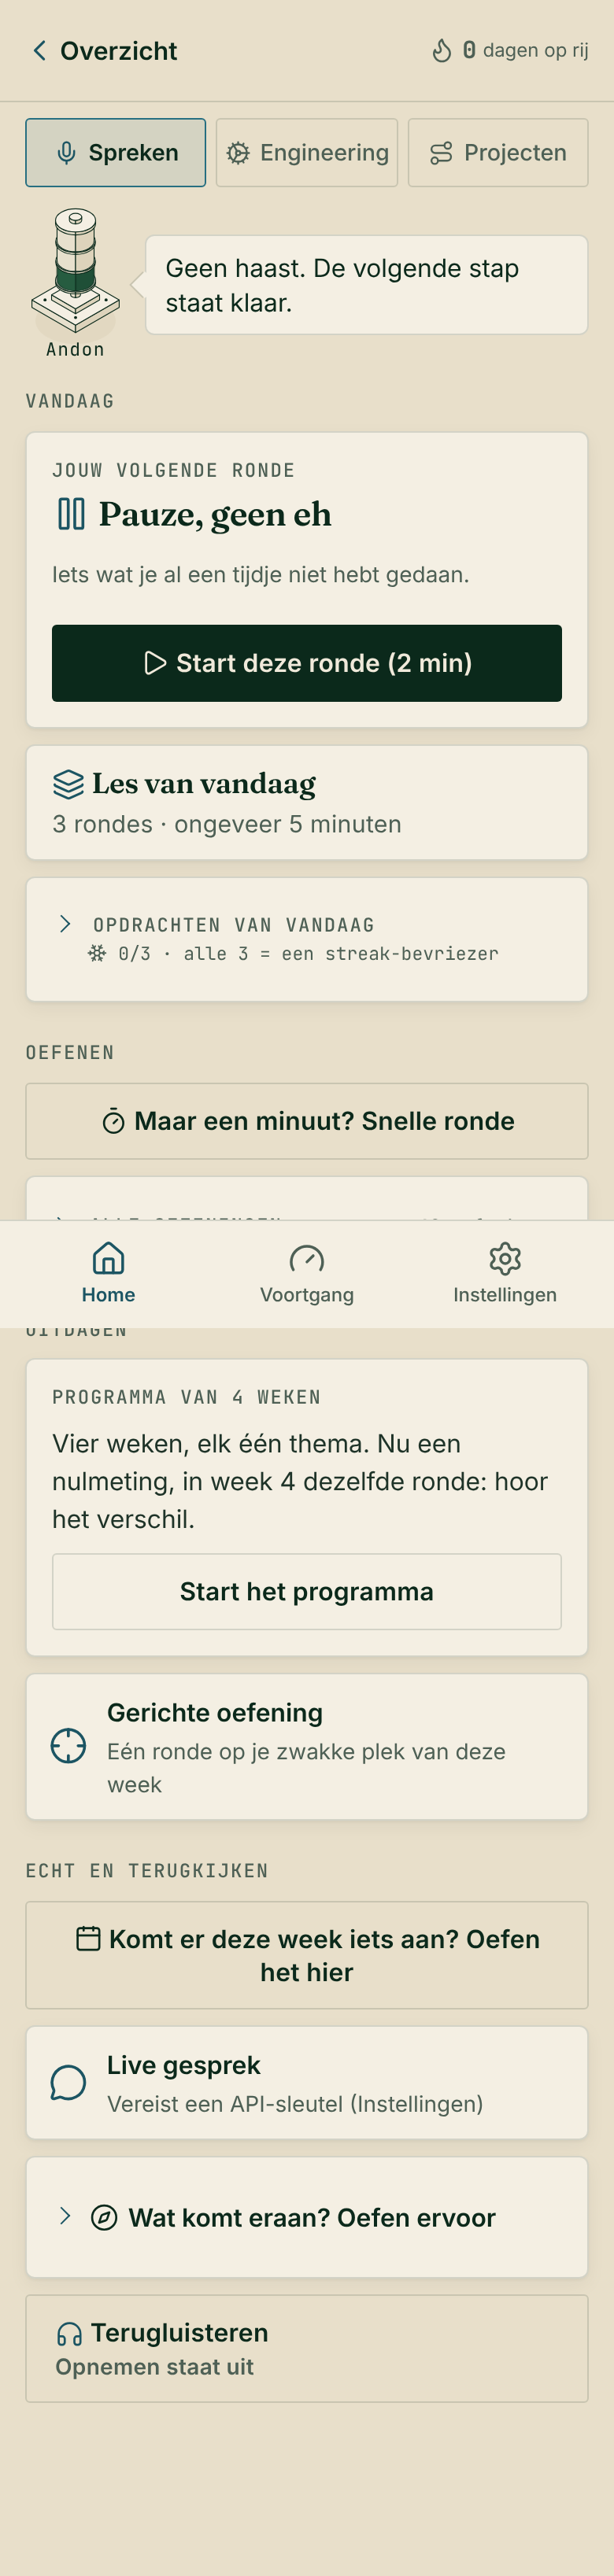 Overzicht
0 dagen op rij
Spreken
Engineering
Projecten
Geen haast. De volgende stap
staat klaar.
Andon
VANDAAG
JOUW VOLGENDE RONDE
Pauze, geen eh
Iets wat je al een tijdje niet hebt gedaan.
Start deze ronde (2 min)
Les van vandaag
3 rondes · ongeveer 5 minuten
OPDRACHTEN VAN VANDAAG
0/3 · alle 3 = een streak-bevriezer
OEFENEN
Maar een minuut? Snelle ronde
ALLE OEFENINGEN
Home
Voortgang
Instellingen
UITDAGEN
PROGRAMMA VAN 4 WEKEN
Vier weken, elk één thema. Nu een
nulmeting, in week 4 dezelfde ronde: hoor
het verschil.
Start het programma
Gerichte oefening
Eén ronde op je zwakke plek van deze
week
ECHT EN TERUGKIJKEN
Komt er deze week iets aan? Oefen
het hier
Live gesprek
Vereist een API-sleutel (Instellingen)
Wat komt eraan? Oefen ervoor
Terugluisteren
Opnemen staat uit